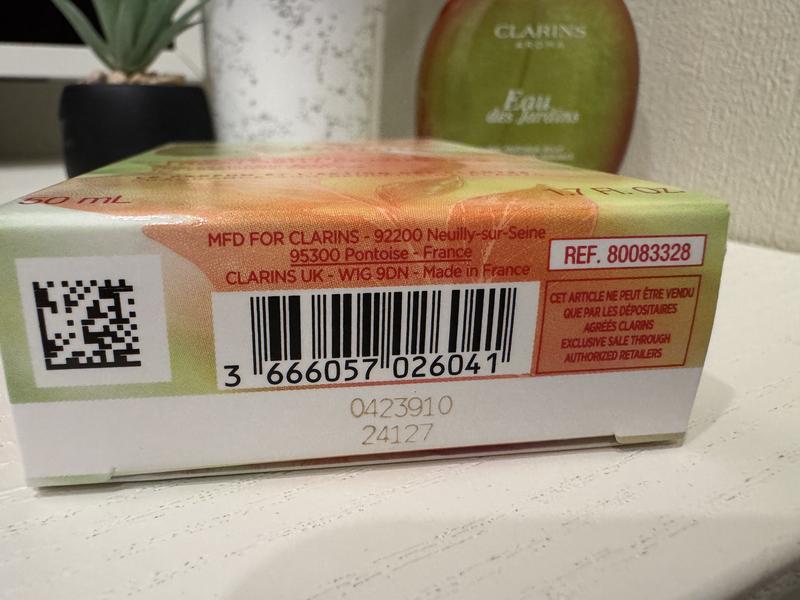 CLARINS
AROMA
Eau
des Jardins
50 mL
1.7 Fl. OZ
MFD FOR CLARINS - 92200 Neuilly-sur-Seine
95300 Pontoise - France
CLARINS UK - W1G 9DN - Made in France
REF. 80083328
CET ARTICLE NE PEUT ÊTRE VENDU
QUE PAR LES DÉPOSITAIRES
AGRÉÉS CLARINS
EXCLUSIVE SALE THROUGH
AUTHORIZED RETAILERS
3 666057 026041
0423910
24127